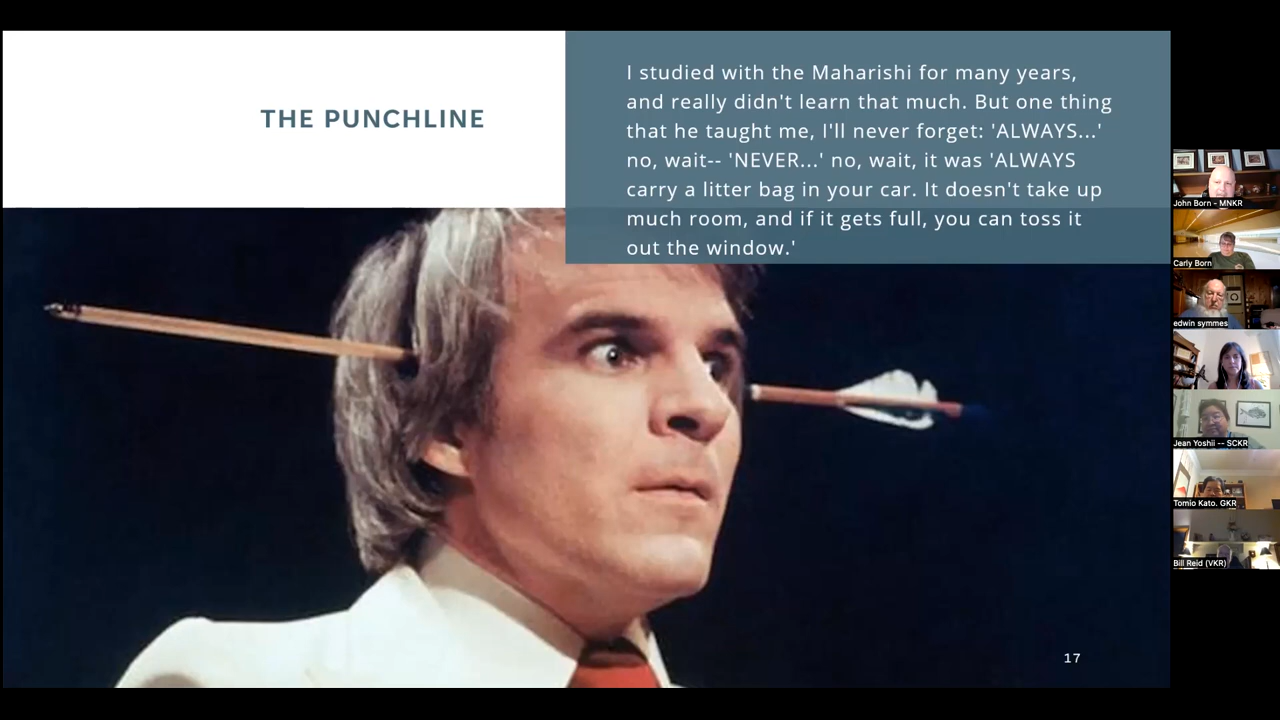 THE PUNCHLINE
I studied with the Maharishi for many years,
and really didn't learn that much. But one thing
that he taught me, I'll never forget: 'ALWAYS...'
no, wait-- 'NEVER...' no, wait, it was 'ALWAYS
carry a litter bag in your car. It doesn't take up
much room, and if it gets full, you can toss it
out the window.'
17
John Born - MNKR
Carly Born
edwin symmes
Jean Yoshii -- SCKR
Tomio Kato. GKR
Bill Reid (VKR)